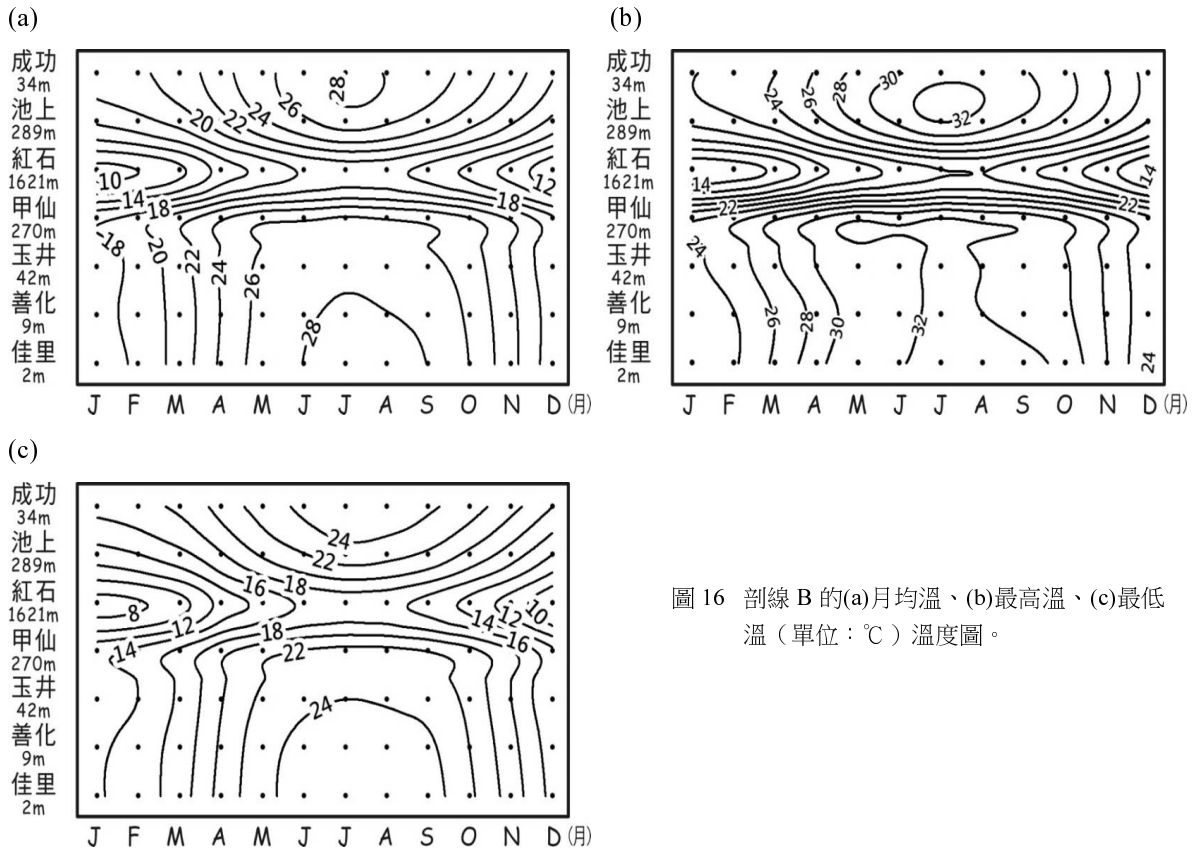 (a)
成功
34m
池上
289m
紅石
1621m
甲仙
270m
玉井
42m
善化
9m
佳里
2m
28
26
24
22
20
10
12
14
18
18
18
20
22
24
26
28
J F M A M J J A S O N D (月)
(b)
成功
34m
池上
289m
紅石
1621m
甲仙
270m
玉井
42m
善化
9m
佳里
2m
30
28
26
24
32
14
14
22
22
24
26
28
30
32
24
J F M A M J J A S O N D (月)
(c)
成功
34m
池上
289m
紅石
1621m
甲仙
270m
玉井
42m
善化
9m
佳里
2m
24
22
18
16
8
10
12
12
14
16
14
18
22
24
J F M A M J J A S O N D (月)
圖 16 剖線 B 的(a)月均溫、(b)最高溫、(c)最低
溫（單位：℃）溫度圖。